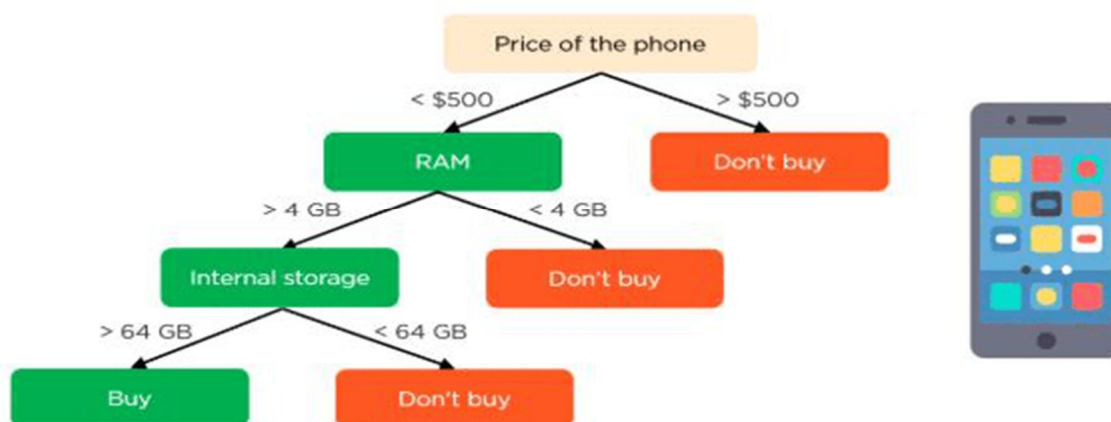 Price of the phone
< $500
> $500
RAM
Don't buy
> 4 GB
< 4 GB
Internal storage
Don't buy
> 64 GB
< 64 GB
Buy
Don't buy